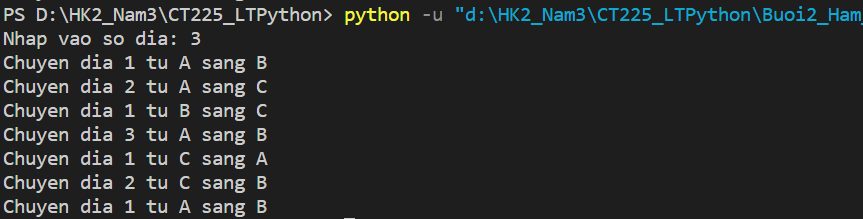 PS D:\HK2_Nam3\CT225_LTPython> python -u "d:\HK2_Nam3\CT225_LTPython\Buoi2_Ham
Nhap vao so dia: 3
Chuyen dia 1 tu A sang B
Chuyen dia 2 tu A sang C
Chuyen dia 1 tu B sang C
Chuyen dia 3 tu A sang B
Chuyen dia 1 tu C sang A
Chuyen dia 2 tu C sang B
Chuyen dia 1 tu A sang B